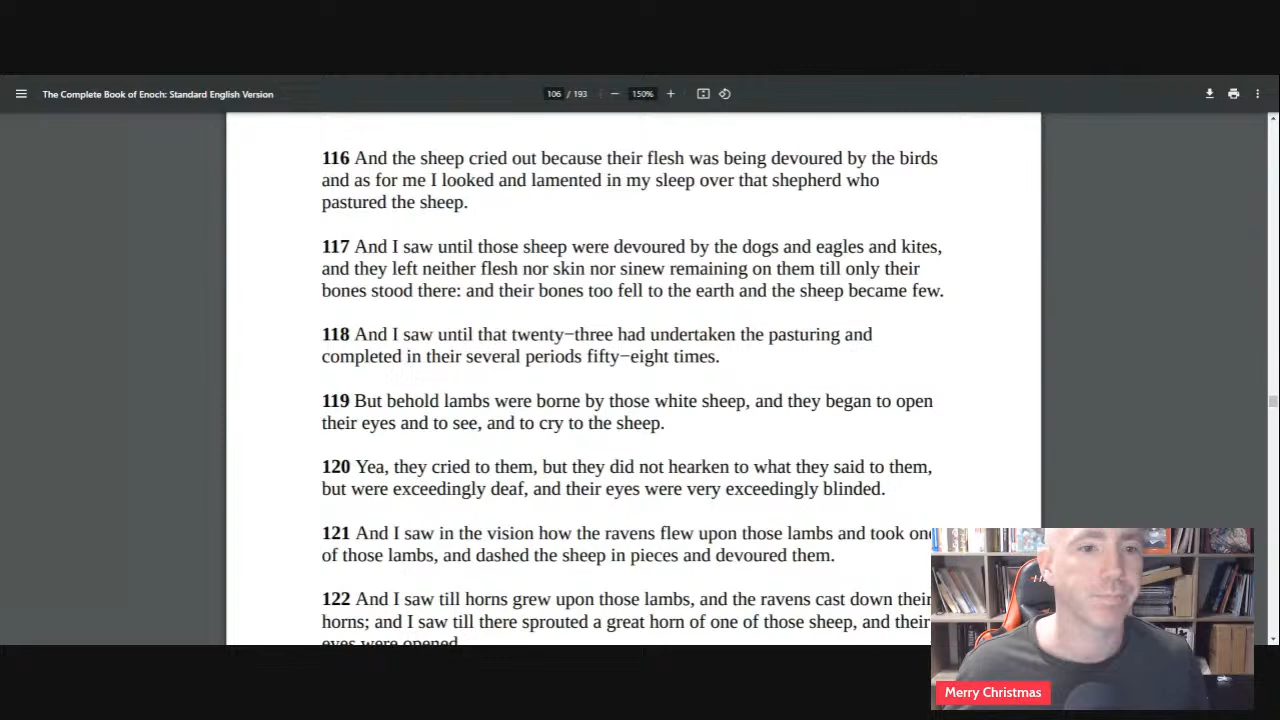 The Complete Book of Enoch: Standard English Version
106 / 193
150%
116 And the sheep cried out because their flesh was being devoured by the birds
and as for me I looked and lamented in my sleep over that shepherd who
pastured the sheep.
117 And I saw until those sheep were devoured by the dogs and eagles and kites,
and they left neither flesh nor skin nor sinew remaining on them till only their
bones stood there: and their bones too fell to the earth and the sheep became few.
118 And I saw until that twenty−three had undertaken the pasturing and
completed in their several periods fifty−eight times.
119 But behold lambs were borne by those white sheep, and they began to open
their eyes and to see, and to cry to the sheep.
120 Yea, they cried to them, but they did not hearken to what they said to them,
but were exceedingly deaf, and their eyes were very exceedingly blinded.
121 And I saw in the vision how the ravens flew upon those lambs and took one
of those lambs, and dashed the sheep in pieces and devoured them.
122 And I saw till horns grew upon those lambs, and the ravens cast down their
horns; and I saw till there sprouted a great horn of one of those sheep, and their
eyes were opened
Merry Christmas